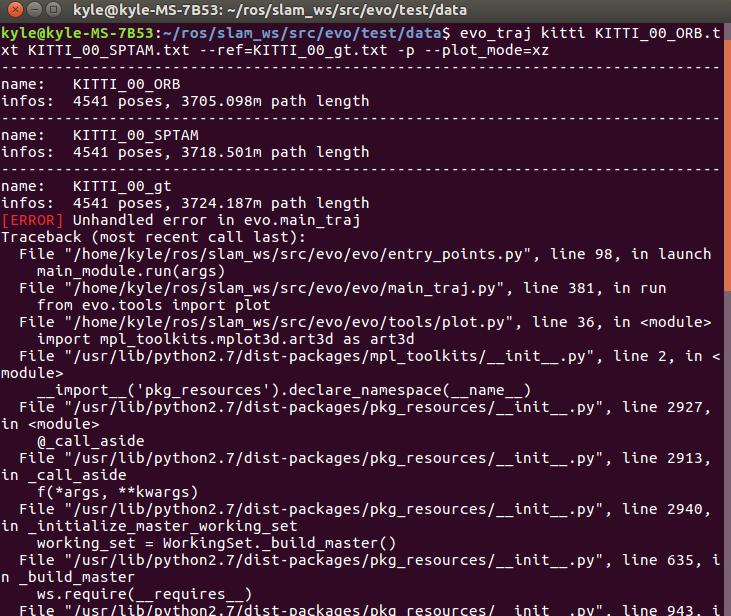 kyle@kyle-MS-7B53: ~/ros/slam_ws/src/evo/test/data
kyle@kyle-MS-7B53:~/ros/slam_ws/src/evo/test/data$ evo_traj kitti KITTI_00_ORB.t
xt KITTI_00_SPTAM.txt --ref=KITTI_00_gt.txt -p --plot_mode=xz
--------------------------------------------------------------------------------
name:   KITTI_00_ORB
infos:  4541 poses, 3705.098m path length
--------------------------------------------------------------------------------
name:   KITTI_00_SPTAM
infos:  4541 poses, 3718.501m path length
--------------------------------------------------------------------------------
name:   KITTI_00_gt
infos:  4541 poses, 3724.187m path length
[ERROR] Unhandled error in evo.main_traj
Traceback (most recent call last):
  File "/home/kyle/ros/slam_ws/src/evo/evo/entry_points.py", line 98, in launch
    main_module.run(args)
  File "/home/kyle/ros/slam_ws/src/evo/evo/main_traj.py", line 381, in run
    from evo.tools import plot
  File "/home/kyle/ros/slam_ws/src/evo/evo/tools/plot.py", line 36, in <module>
    import mpl_toolkits.mplot3d.art3d as art3d
  File "/usr/lib/python2.7/dist-packages/mpl_toolkits/__init__.py", line 2, in <
module>
    __import__('pkg_resources').declare_namespace(__name__)
  File "/usr/lib/python2.7/dist-packages/pkg_resources/__init__.py", line 2927,
in <module>
    @_call_aside
  File "/usr/lib/python2.7/dist-packages/pkg_resources/__init__.py", line 2913,
in _call_aside
    f(*args, **kwargs)
  File "/usr/lib/python2.7/dist-packages/pkg_resources/__init__.py", line 2940,
in _initialize_master_working_set
    working_set = WorkingSet._build_master()
  File "/usr/lib/python2.7/dist-packages/pkg_resources/__init__.py", line 635, i
n _build_master
    ws.require(__requires__)
  File "/usr/lib/python2.7/dist-packages/pkg_resources/__init__.py", line 943, i